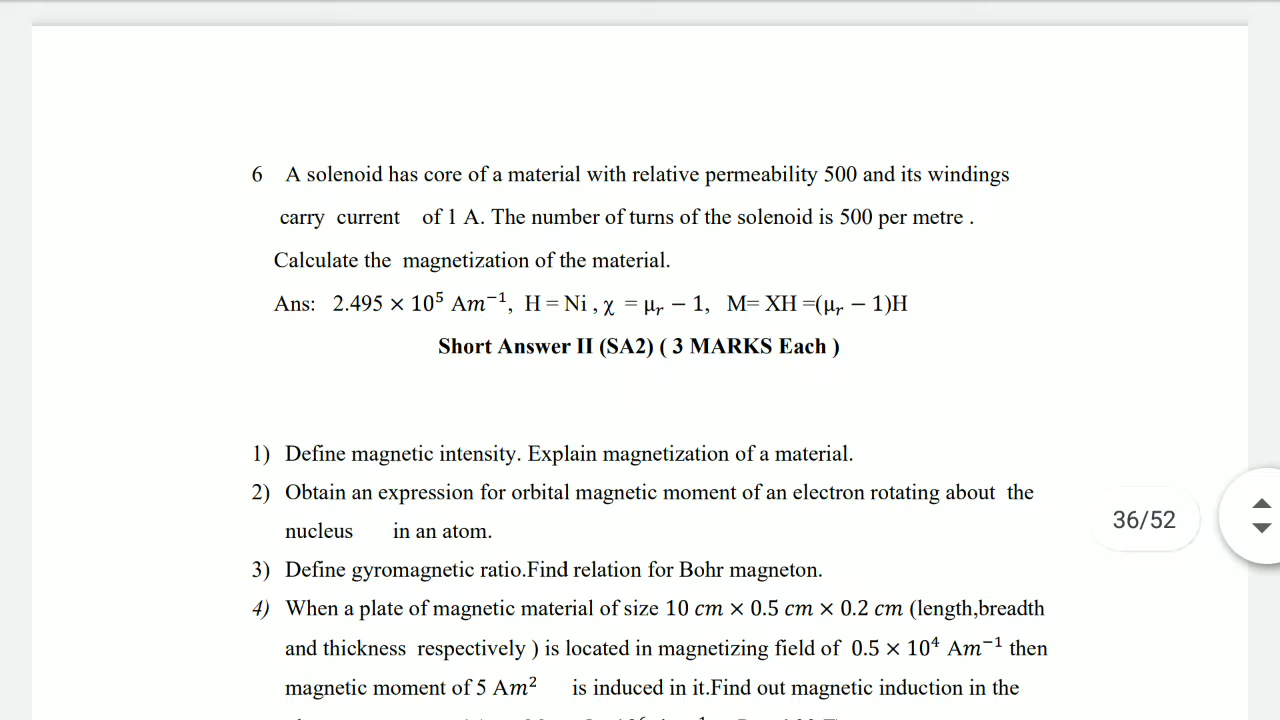 6 A solenoid has core of a material with relative permeability 500 and its windings
carry current of 1 A. The number of turns of the solenoid is 500 per metre .
Calculate the magnetization of the material.
Ans: 2.495 × 10⁵ Am⁻¹, H = Ni , χ = μᵣ − 1, M= XH =(μᵣ − 1)H
Short Answer II (SA2) ( 3 MARKS Each )
1) Define magnetic intensity. Explain magnetization of a material.
2) Obtain an expression for orbital magnetic moment of an electron rotating about the
nucleus in an atom.
36/52
3) Define gyromagnetic ratio.Find relation for Bohr magneton.
4) When a plate of magnetic material of size 10 cm × 0.5 cm × 0.2 cm (length,breadth
and thickness respectively ) is located in magnetizing field of 0.5 × 10⁴ Am⁻¹ then
magnetic moment of 5 Am² is induced in it.Find out magnetic induction in the